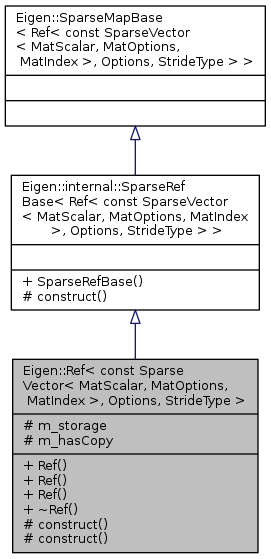 Eigen::SparseMapBase
< Ref< const SparseVector
< MatScalar, MatOptions,
MatIndex >, Options, StrideType > >
Eigen::internal::SparseRef
Base< Ref< const SparseVector
< MatScalar, MatOptions, MatIndex
>, Options, StrideType > >
+ SparseRefBase()
# construct()
Eigen::Ref< const Sparse
Vector< MatScalar, MatOptions,
MatIndex >, Options, StrideType >
# m_storage
# m_hasCopy
+ Ref()
+ Ref()
+ Ref()
+ ~Ref()
# construct()
# construct()